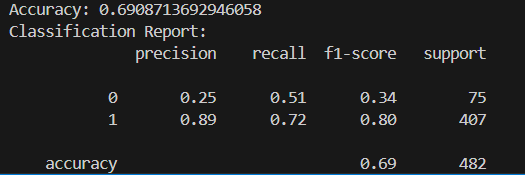 Accuracy: 0.6908713692946058
Classification Report:
precision recall f1-score support
0 0.25 0.51 0.34 75
1 0.89 0.72 0.80 407
accuracy 0.69 482